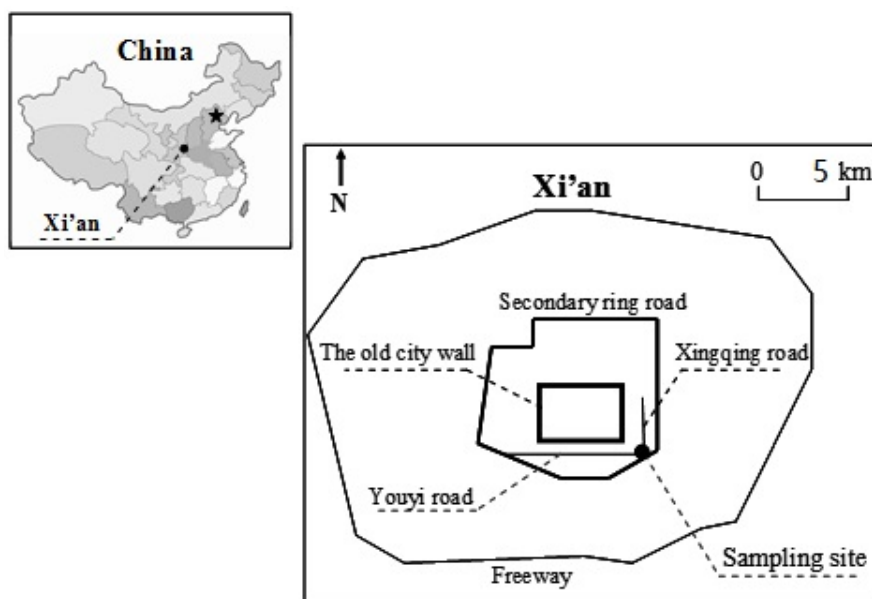 China
Xi'an
N
Xi'an
0 5 km
Secondary ring road
The old city wall
Xingqing road
Youyi road
Sampling site
Freeway